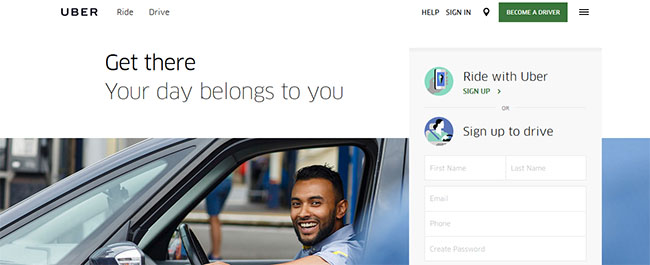 UBER Ride Drive HELP SIGN IN BECOME A DRIVER
Get there
Your day belongs to you
Ride with Uber
SIGN UP >
OR
Sign up to drive
First Name Last Name
Email
Phone
Create Password